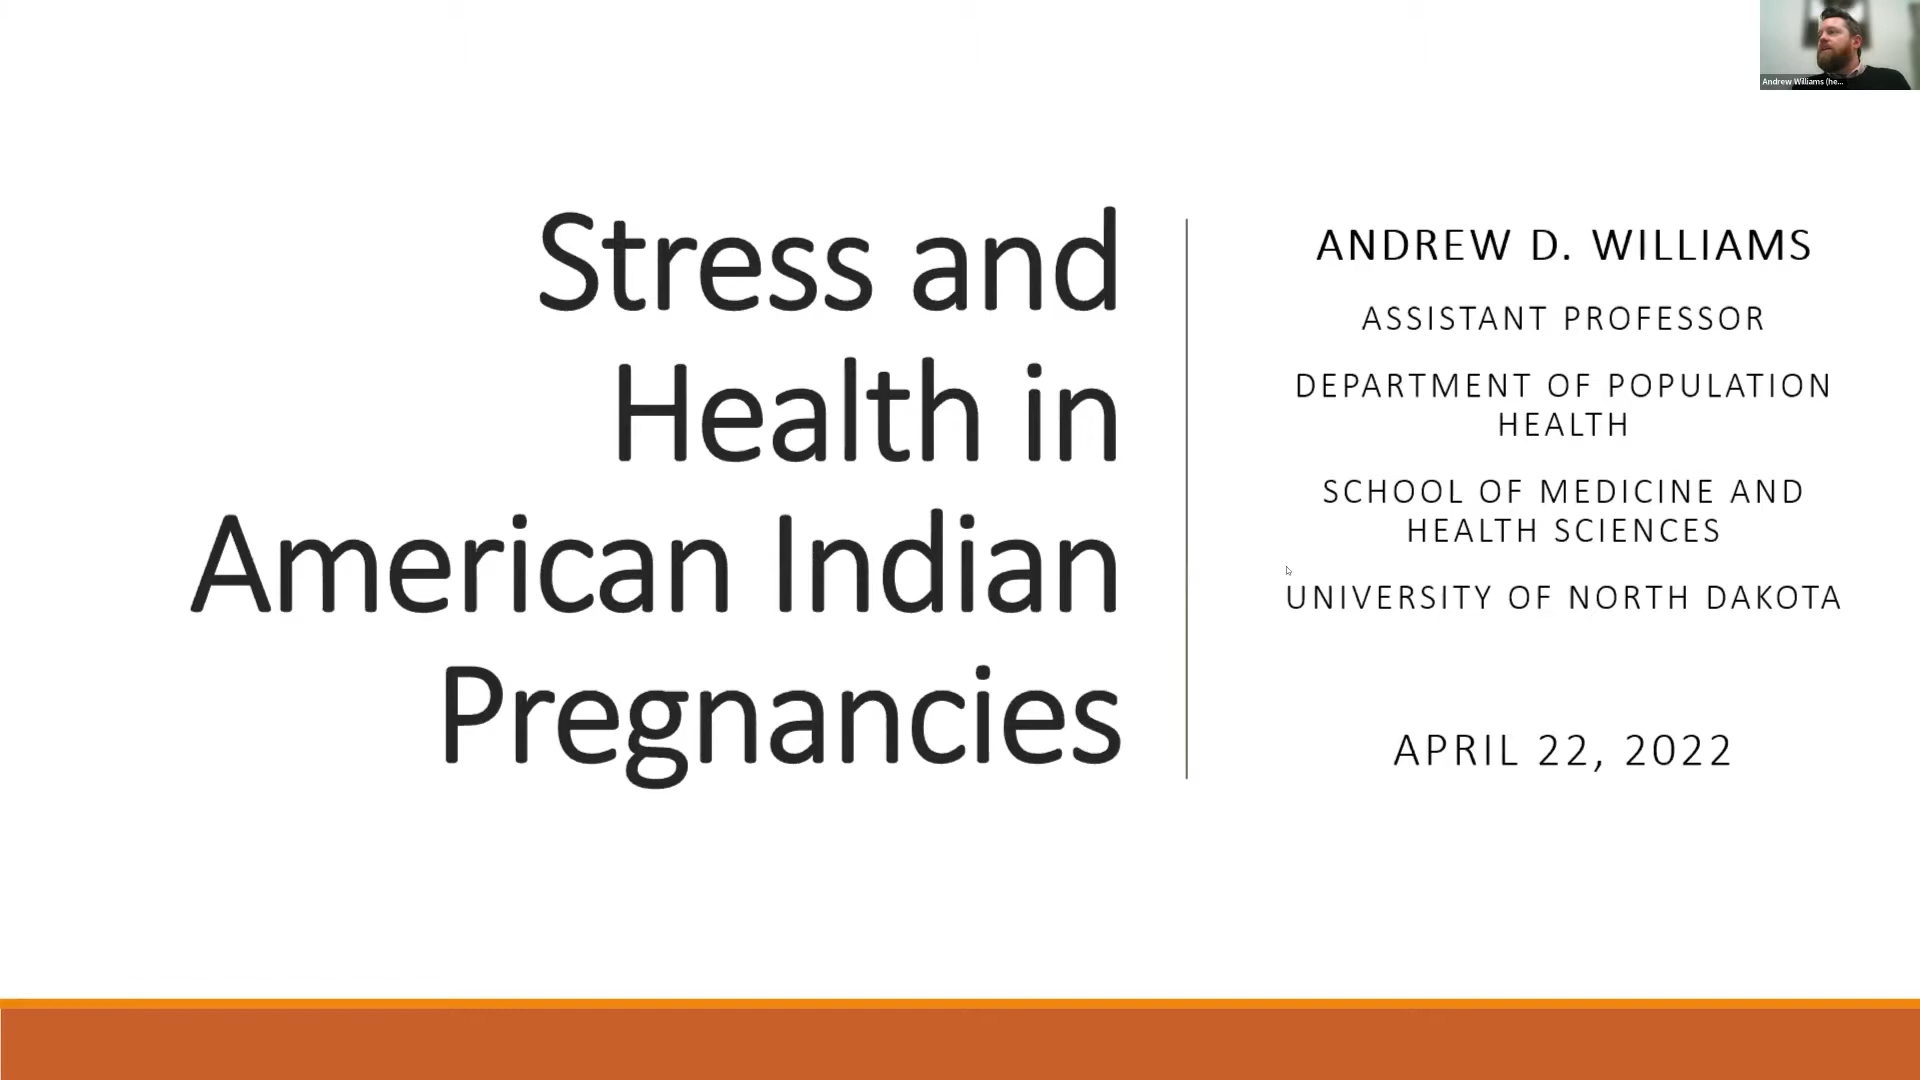 Stress and
Health in
American Indian
Pregnancies
ANDREW D. WILLIAMS
ASSISTANT PROFESSOR
DEPARTMENT OF POPULATION
HEALTH
SCHOOL OF MEDICINE AND
HEALTH SCIENCES
UNIVERSITY OF NORTH DAKOTA
APRIL 22, 2022
Andrew Williams (he...